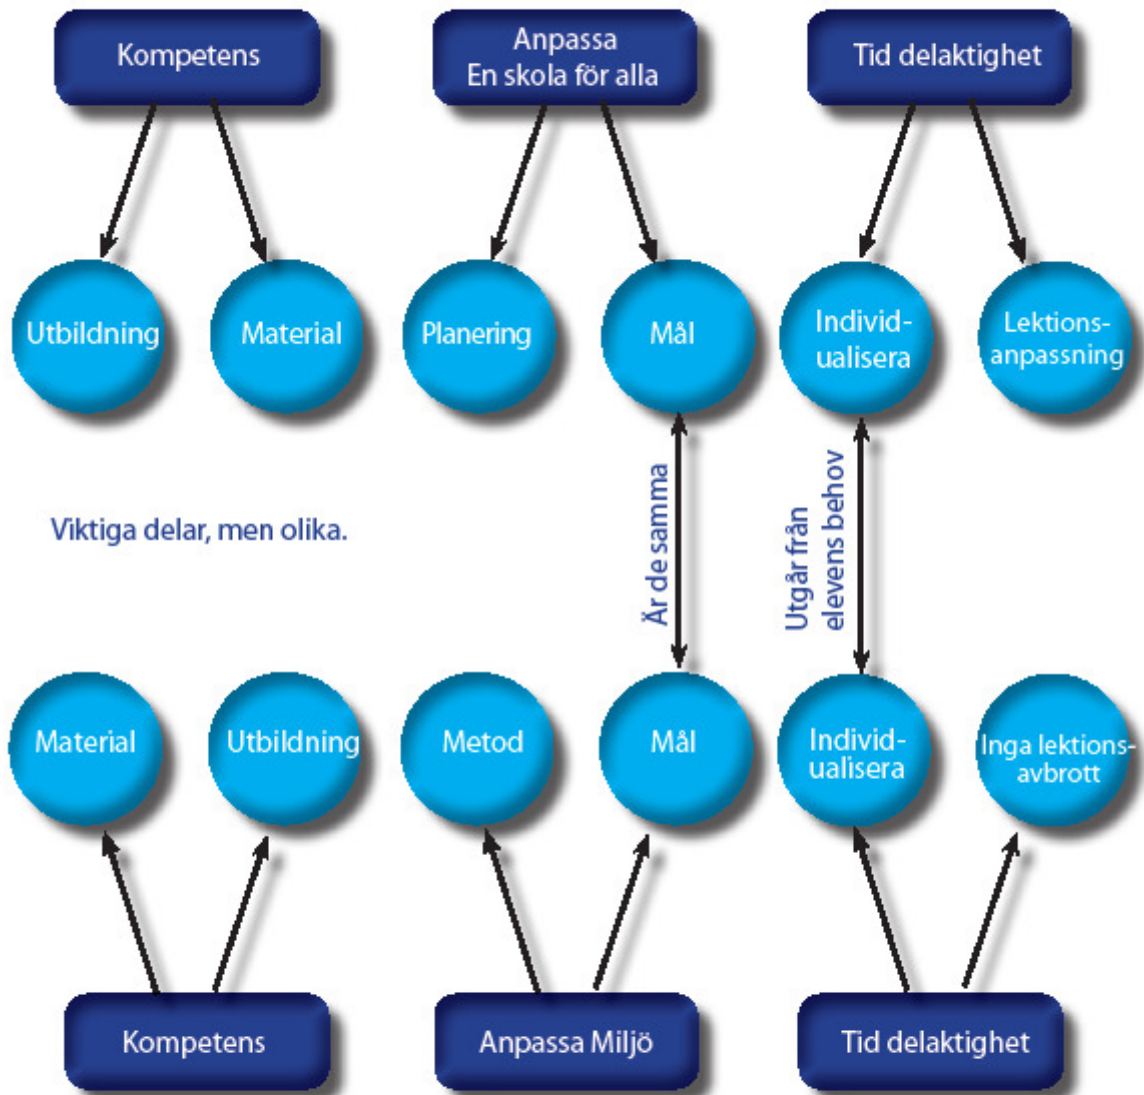 Kompetens
Anpassa
En skola för alla
Tid delaktighet
Utbildning
Material
Planering
Mål
Individ-
ualisera
Lektions-
anpassning
Viktiga delar, men olika.
Är de samma
Utgår från
elevens behov
Material
Utbildning
Metod
Mål
Individ-
ualisera
Inga lektions-
avbrott
Kompetens
Anpassa Miljö
Tid delaktighet